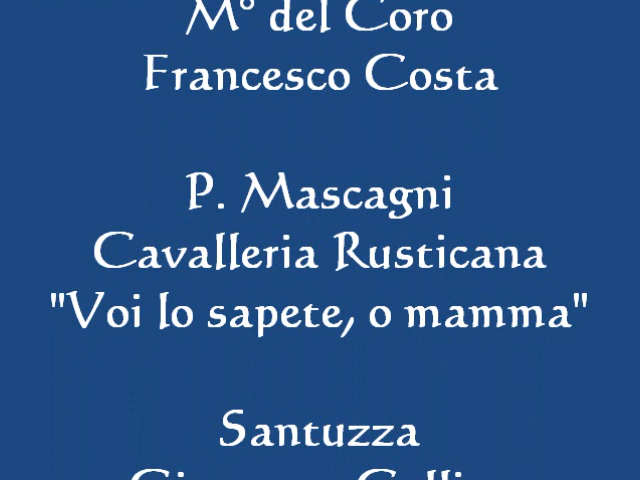 M° del Coro
Francesco Costa
P. Mascagni
Cavalleria Rusticana
"Voi lo sapete, o mamma"
Santuzza